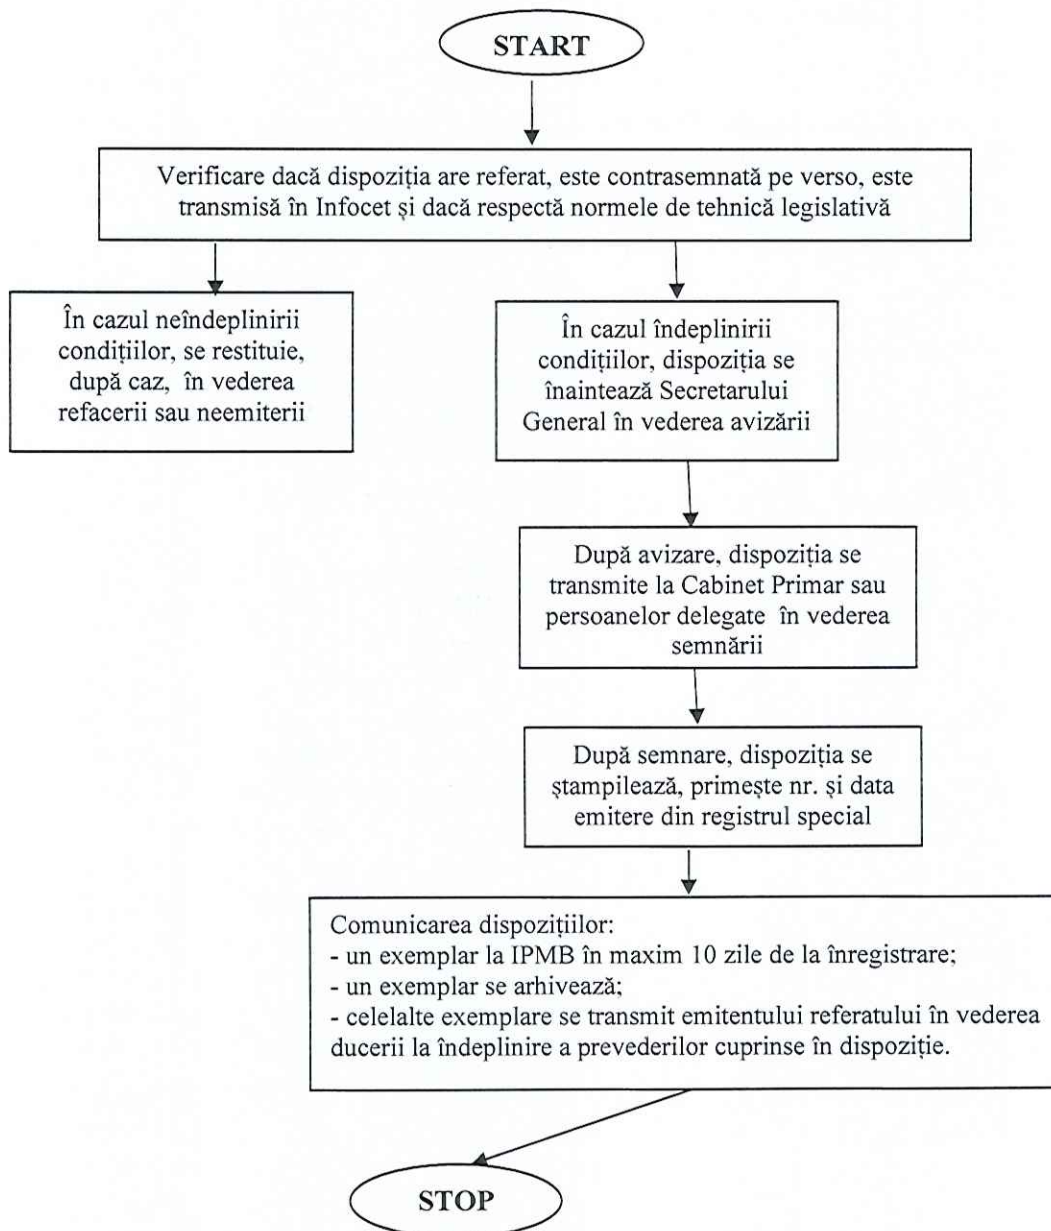 START
Verificare dacă dispoziția are referat, este contrasemnată pe verso, este
transmisă în Infocet și dacă respectă normele de tehnică legislativă
În cazul neîndeplinirii
condițiilor, se restituie,
după caz, în vederea
refacerii sau neemiterii
În cazul îndeplinirii
condițiilor, dispoziția se
înaintează Secretarului
General în vederea avizării
După avizare, dispoziția se
transmite la Cabinet Primar sau
persoanelor delegate în vederea
semnării
După semnare, dispoziția se
ștampilează, primește nr. și data
emitere din registrul special
Comunicarea dispozițiilor:
- un exemplar la IPMB în maxim 10 zile de la înregistrare;
- un exemplar se arhivează;
- celelalte exemplare se transmit emitentului referatului în vederea
ducerii la îndeplinire a prevederilor cuprinse în dispoziție.
STOP